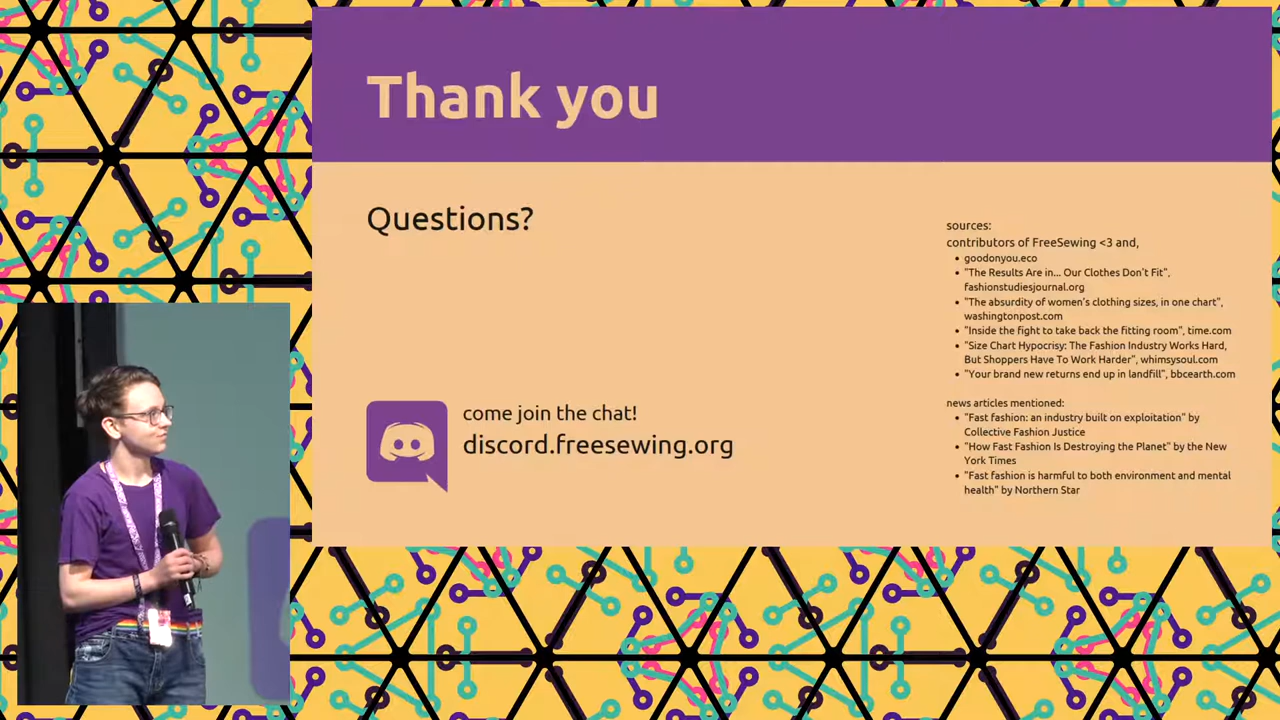 Thank you
Questions?
come join the chat!
discord.freesewing.org
sources:
contributors of FreeSewing <3 and,
• goodonyou.eco
• "The Results Are in... Our Clothes Don't Fit",
fashionstudiesjournal.org
• "The absurdity of women's clothing sizes, in one chart",
washingtonpost.com
• "Inside the fight to take back the fitting room", time.com
• "Size Chart Hypocrisy: The Fashion Industry Works Hard,
But Shoppers Have To Work Harder", whimsysoul.com
• "Your brand new returns end up in landfill", bbcearth.com
news articles mentioned:
• "Fast fashion: an industry built on exploitation" by
Collective Fashion Justice
• "How Fast Fashion Is Destroying the Planet" by the New
York Times
• "Fast fashion is harmful to both environment and mental
health" by Northern Star